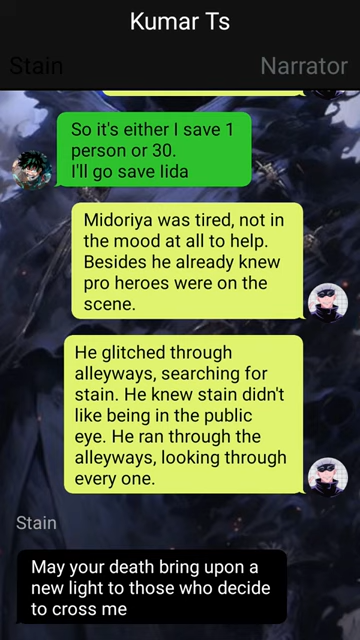 Kumar Ts
Stain
Narrator
So it's either I save 1
person or 30.
I'll go save Iida
Midoriya was tired, not in
the mood at all to help.
Besides he already knew
pro heroes were on the
scene.
He glitched through
alleyways, searching for
stain. He knew stain didn't
like being in the public
eye. He ran through the
alleyways, looking through
every one.
Stain
May your death bring upon a
new light to those who decide
to cross me